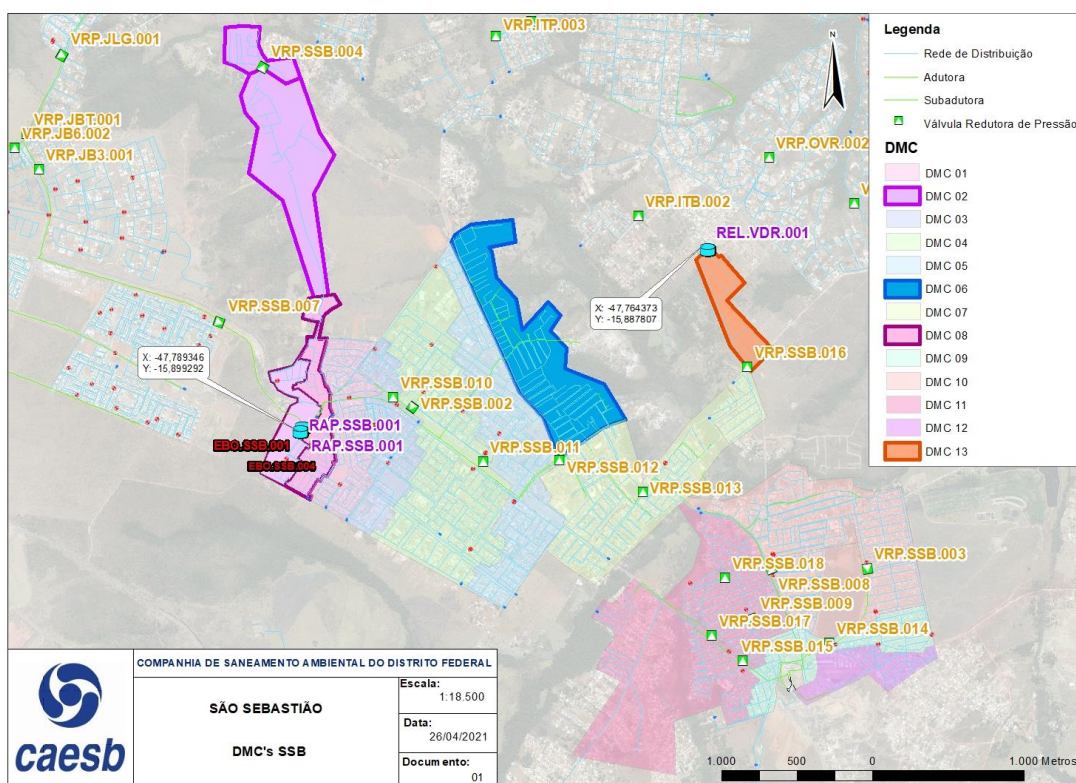 VRP.ITP.003
VRP.JLG.001
VRP.SSB.004
N
VRP.JBT.001
VRP.JB6.002
VRP.JB3.001
VRP.OVR.002
VRP.ITB.002
REL.VDR.001
VRP.SSB.007
X: -47,764373
Y: -15,887807
X: -47,789346
Y: -15,899292
VRP.SSB.016
VRP.SSB.010
VRP.SSB.002
RAP.SSB.001
EBO.SSB.001
RAP.SSB.001
EBO.SSB.004
VRP.SSB.011
VRP.SSB.012
VRP.SSB.013
VRP.SSB.018
VRP.SSB.003
VRP.SSB.008
VRP.SSB.009
VRP.SSB.017
VRP.SSB.014
VRP.SSB.015
Legenda
Rede de Distribuição
Adutora
Subadutora
Válvula Redutora de Pressão
DMC
DMC 01
DMC 02
DMC 03
DMC 04
DMC 05
DMC 06
DMC 07
DMC 08
DMC 09
DMC 10
DMC 11
DMC 12
DMC 13
caesb
COMPANHIA DE SANEAMENTO AMBIENTAL DO DISTRITO FEDERAL
SÃO SEBASTIÃO
DMC's SSB
Escala:
1:18.500
Data:
26/04/2021
Documento:
01
1.000 500 0 1.000 Metros